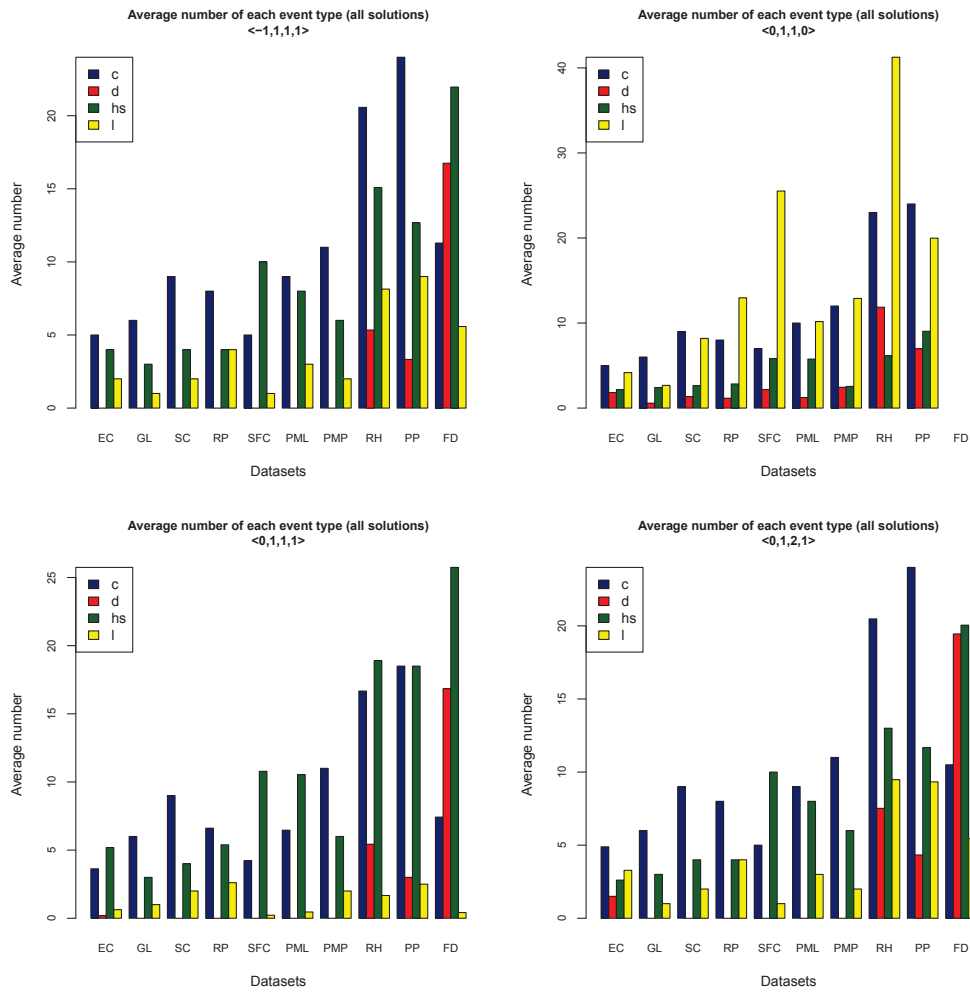 Average number of each event type (all solutions)
<−1,1,1,1>
c
d
hs
l
Average number
0
5
10
15
20
EC GL SC RP SFC PML PMP RH PP FD
Datasets
Average number of each event type (all solutions)
<0,1,1,0>
c
d
hs
l
Average number
0
10
20
30
40
EC GL SC RP SFC PML PMP RH PP FD
Datasets
Average number of each event type (all solutions)
<0,1,1,1>
c
d
hs
l
Average number
0
5
10
15
20
25
EC GL SC RP SFC PML PMP RH PP FD
Datasets
Average number of each event type (all solutions)
<0,1,2,1>
c
d
hs
l
Average number
0
5
10
15
20
EC GL SC RP SFC PML PMP RH PP FD
Datasets